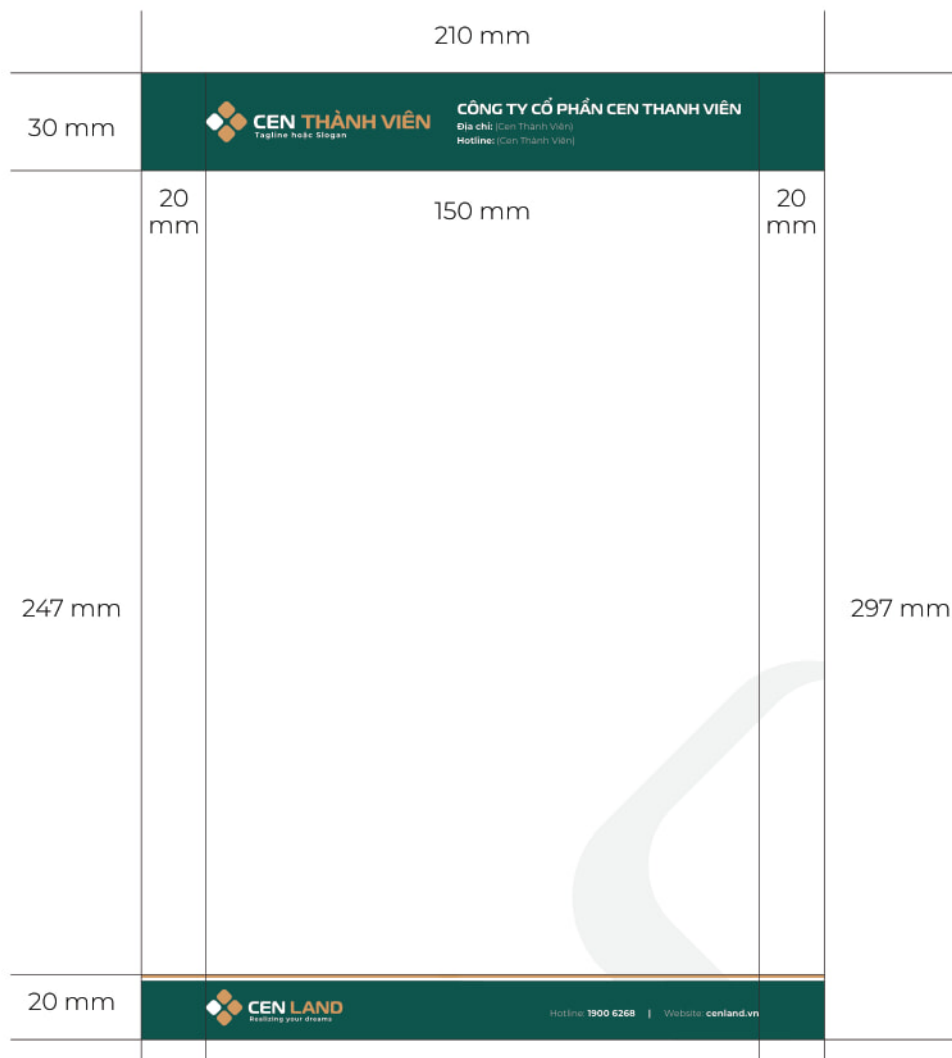 210 mm
30 mm
CEN THÀNH VIÊN
Tagline hoặc Slogan
CÔNG TY CỔ PHẦN CEN THANH VIÊN
Địa chỉ: (Cen Thành Viên)
Hotline: (Cen Thành Viên)
20 mm
150 mm
20 mm
247 mm
297 mm
20 mm
CEN LAND
Realizing your dreams
Hotline: 1900 6268 | Website: cenland.vn